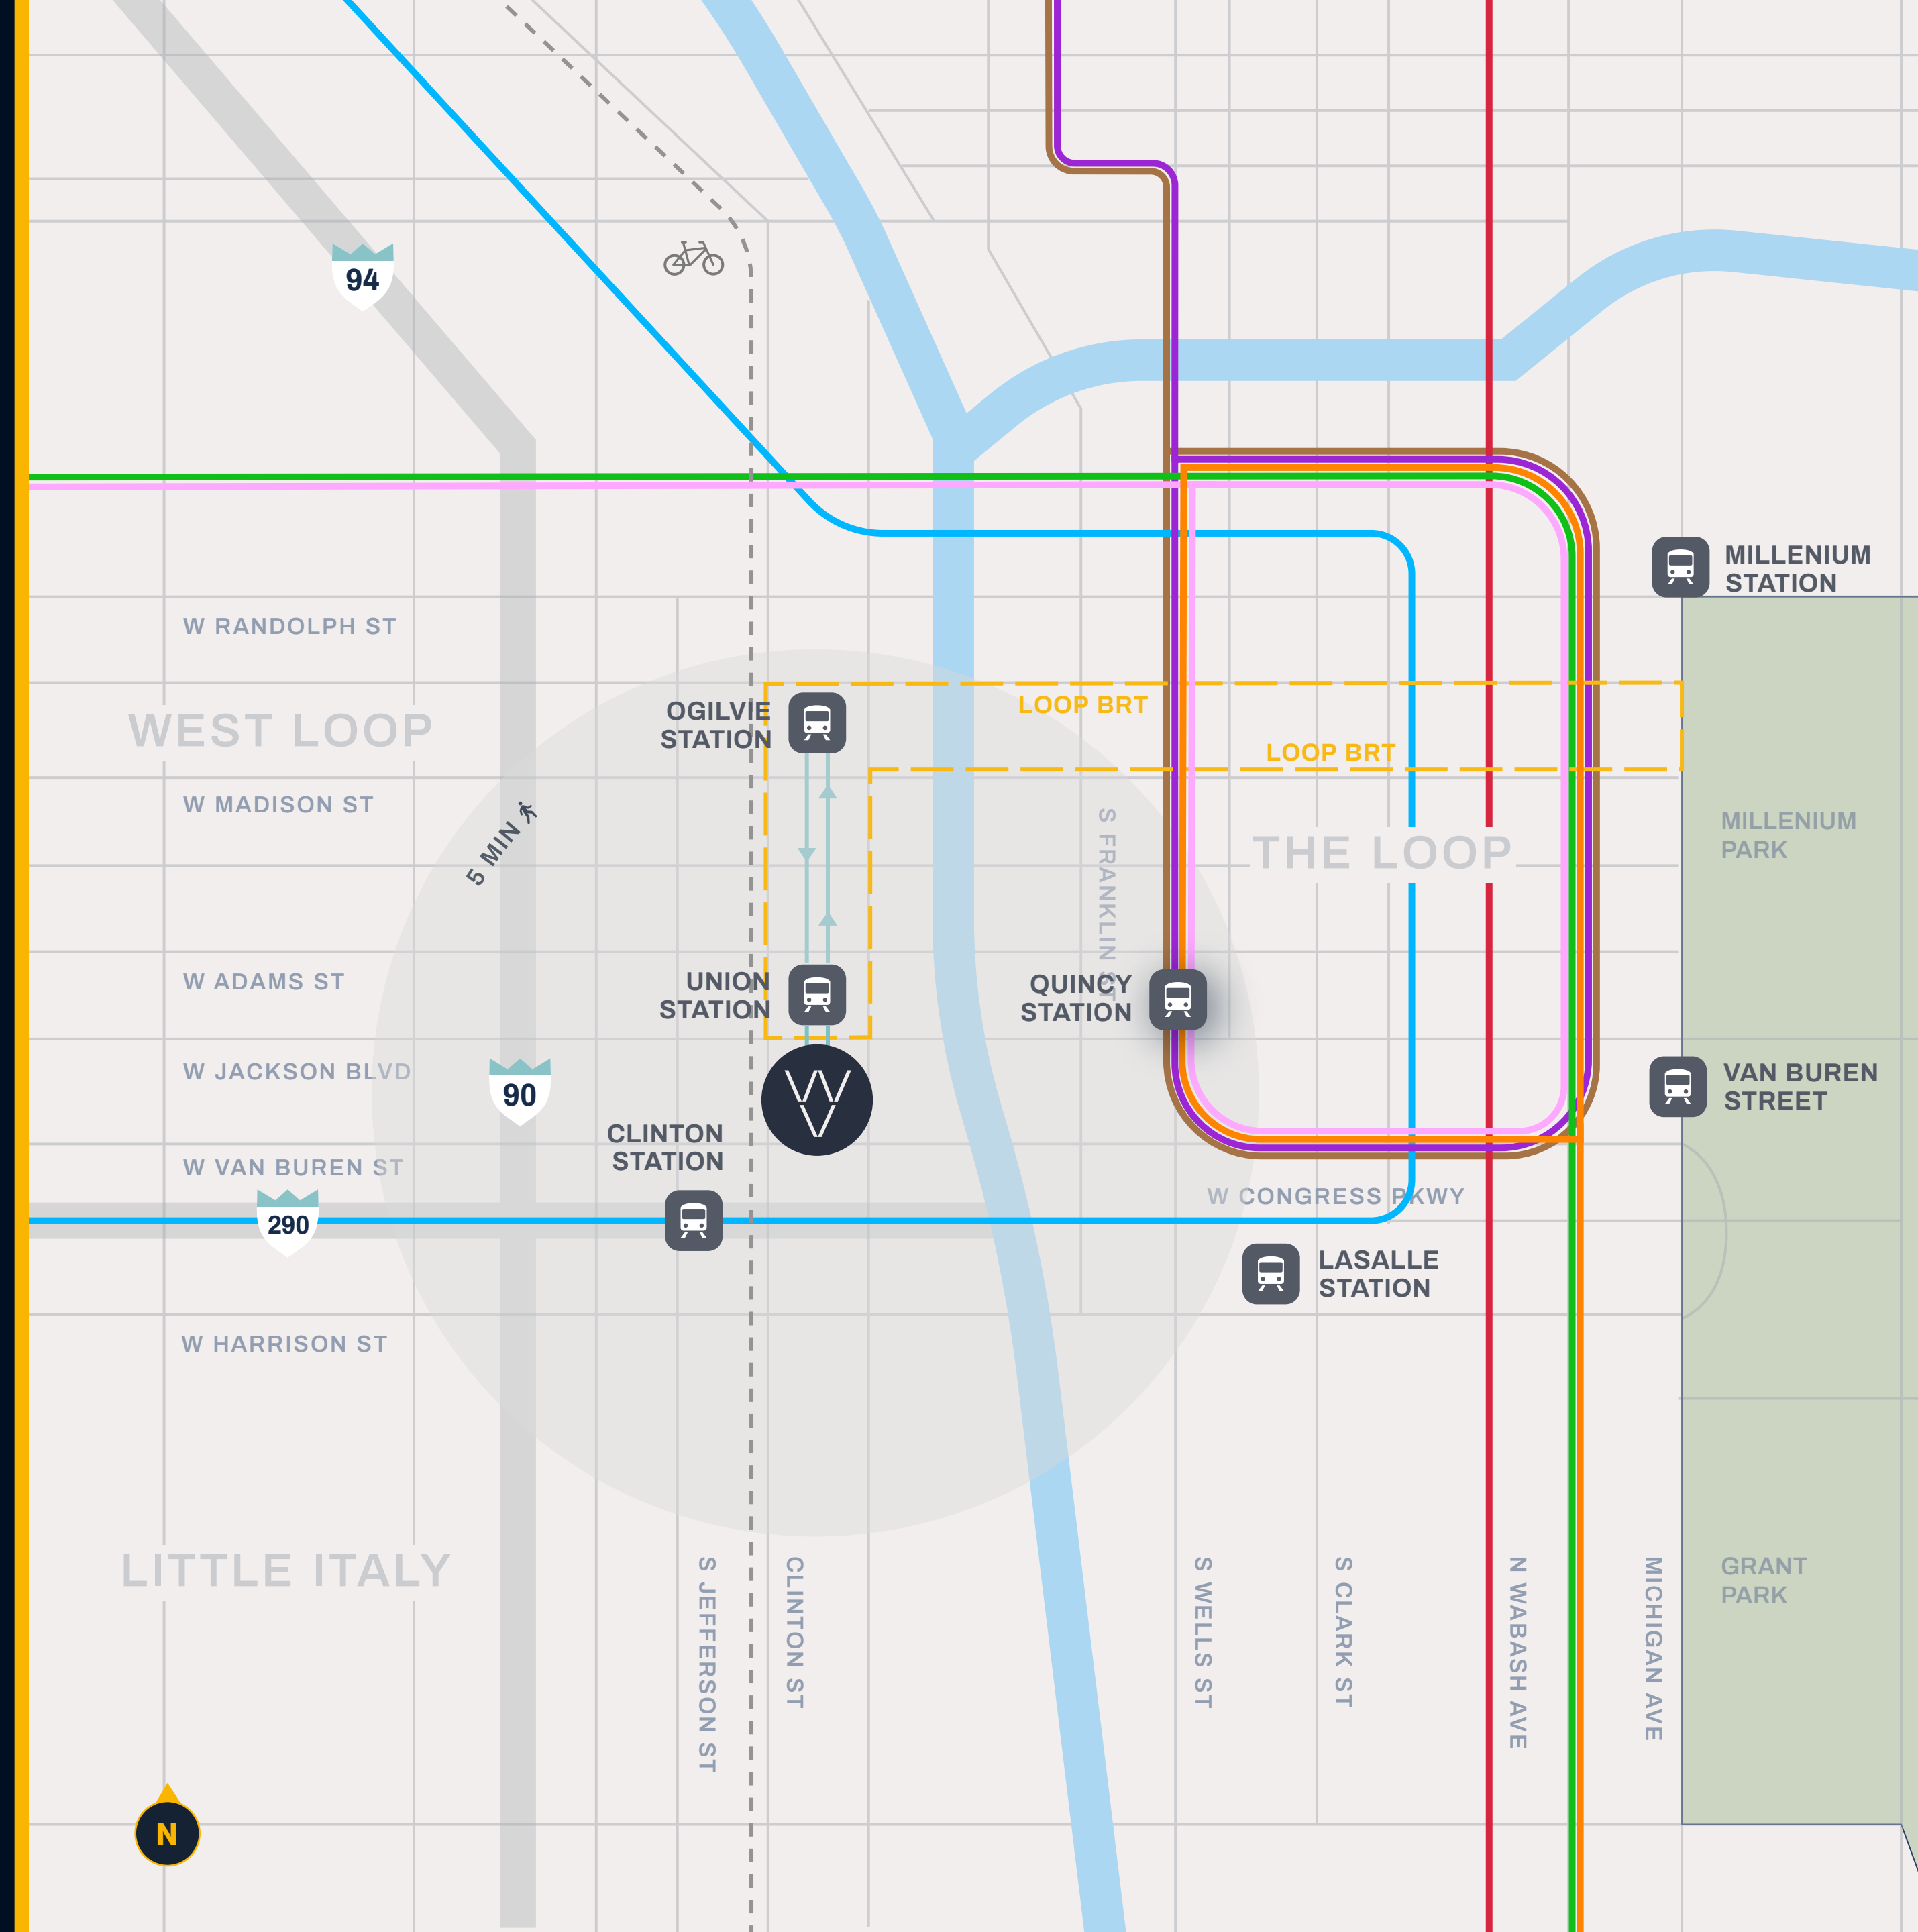 94
MILLENIUM
STATION
W RANDOLPH ST
WEST LOOP
OGILVIE
STATION
LOOP BRT
LOOP BRT
W MADISON ST
5 MIN
S FRANKLIN ST
THE LOOP
MILLENIUM
PARK
W ADAMS ST
UNION
STATION
QUINCY
STATION
W JACKSON BLVD
90
W
VAN BUREN
STREET
CLINTON
STATION
W VAN BUREN ST
290
W CONGRESS PKWY
LASALLE
STATION
W HARRISON ST
LITTLE ITALY
S JEFFERSON ST
CLINTON ST
S WELLS ST
S CLARK ST
N WABASH AVE
MICHIGAN AVE
GRANT
PARK
N